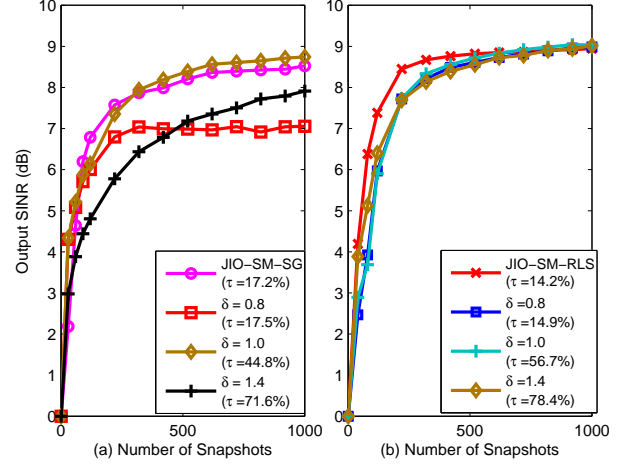 10
9
8
7
6
5
4
3
2
1
0
Output SINR (dB)
0
500
1000
(a) Number of Snapshots
JIO−SM−SG
(τ =17.2%)
δ = 0.8
(τ =17.5%)
δ = 1.0
(τ =44.8%)
δ = 1.4
(τ =71.6%)
10
9
8
7
6
5
4
3
2
1
0
0
500
1000
(b) Number of Snapshots
JIO−SM−RLS
(τ =14.2%)
δ =0.8
(τ =14.9%)
δ =1.0
(τ =56.7%)
δ =1.4
(τ =78.4%)